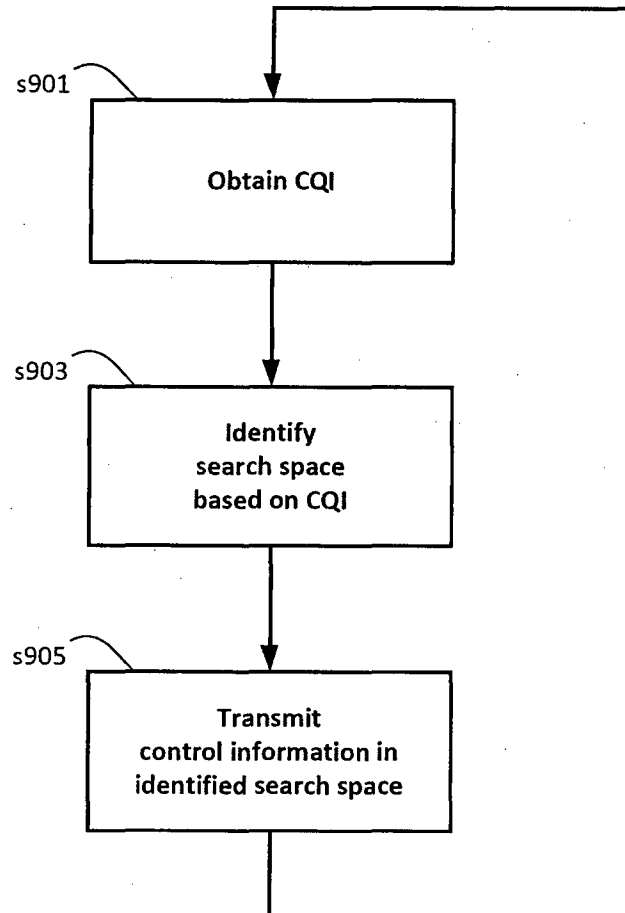 s901
Obtain CQI
s903
Identify
search space
based on CQI
s905
Transmit
control information in
identified search space